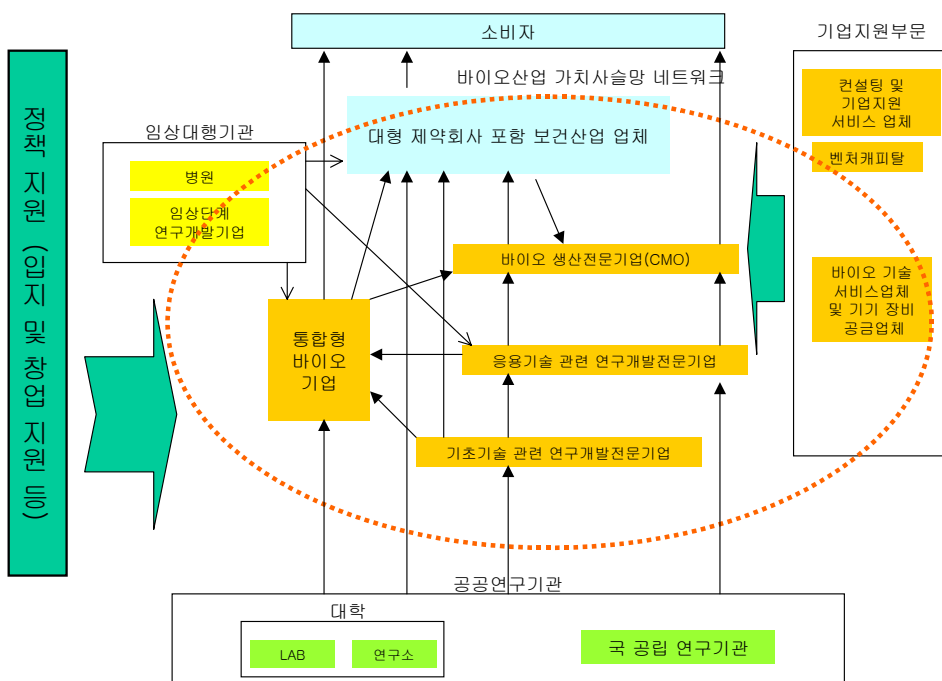 소비자
기업지원부문
바이오산업 가치사슬망 네트워크
정책 지원 (입지 및 창업 지원 등)
임상대행기관
병원
임상단계
연구개발기업
대형 제약회사 포함 보건산업 업체
컨설팅 및
기업지원
서비스 업체
벤처캐피탈
바이오 생산전문기업(CMO)
바이오 기술
서비스업체
및 기기 장비
공급업체
통합형
바이오
기업
응용기술 관련 연구개발전문기업
기초기술 관련 연구개발전문기업
공공연구기관
대학
LAB
연구소
국 공립 연구기관